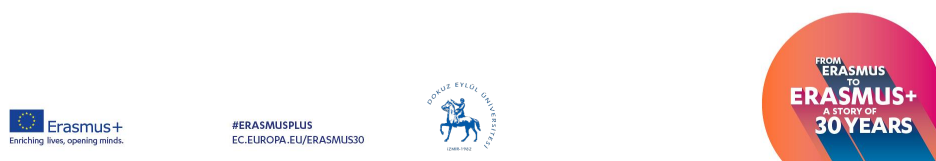 Erasmus+
Enriching lives, opening minds.
#ERASMUSPLUS
EC.EUROPA.EU/ERASMUS30
DOKUZ EYLÜL ÜNİVERSİTESİ
İZMİR-1982
FROM
ERASMUS
TO
ERASMUS+
A STORY OF
30 YEARS